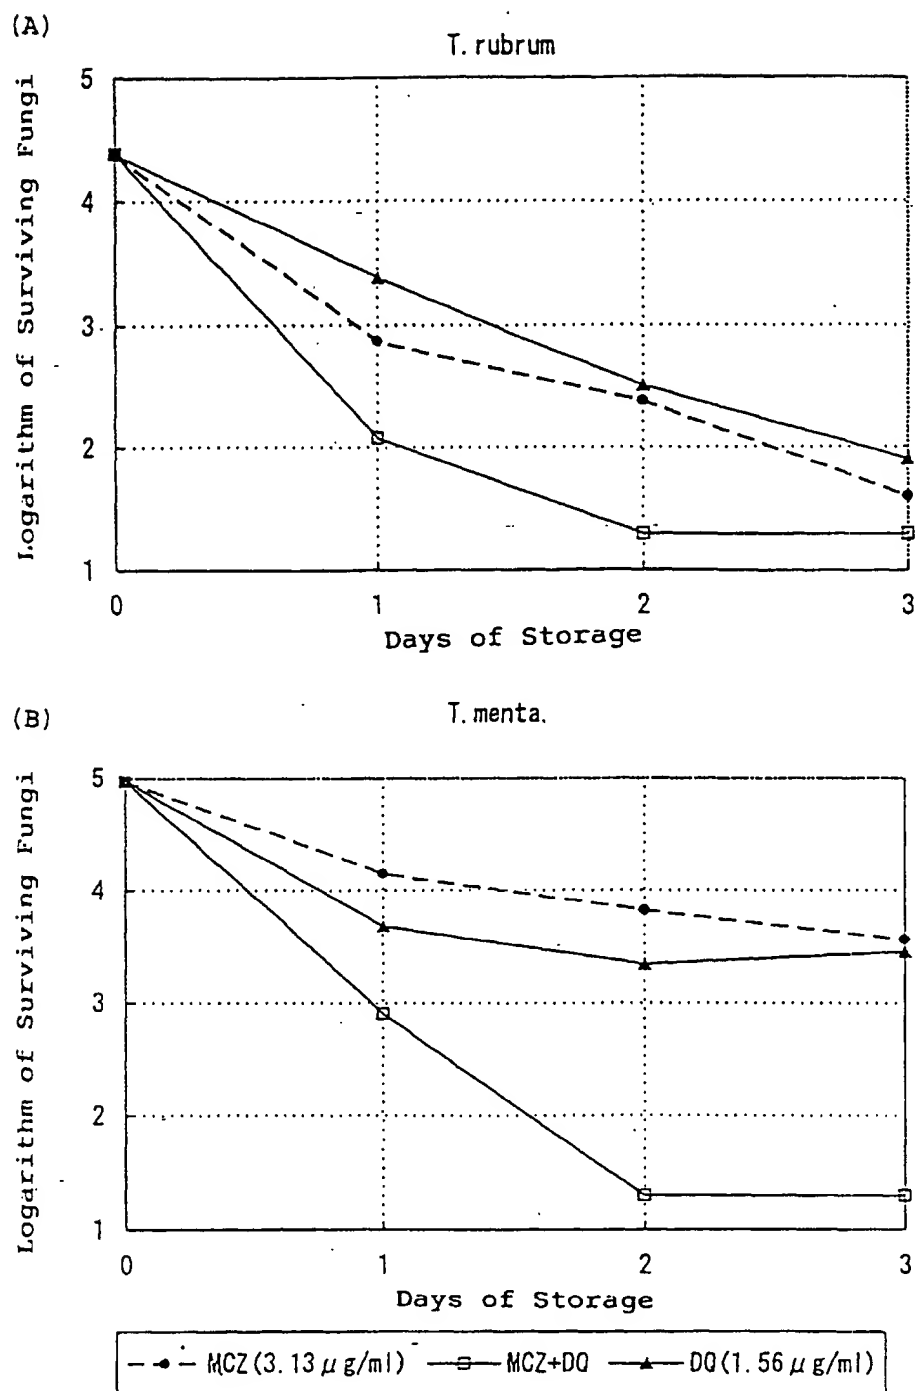 (A)
T. rubrum
Logarithm of Surviving Fungi
5
4
3
2
1
0 1 2 3
Days of Storage
(B)
T. menta.
Logarithm of Surviving Fungi
5
4
3
2
1
0 1 2 3
Days of Storage
MCZ(3.13 μg/ml) MCZ+DQ DQ(1.56 μg/ml)